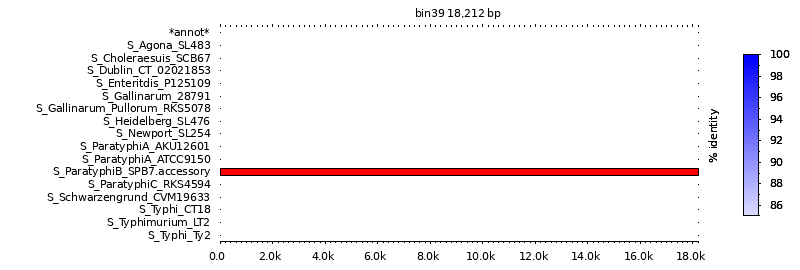 bin39 18,212 bp
*annot*
S_Agona_SL483
S_Choleraesuis_SCB67
S_Dublin_CT_02021853
S_Enteritdis_P125109
S_Gallinarum_28791
S_Gallinarum_Pullorum_RKS5078
S_Heidelberg_SL476
S_Newport_SL254
S_ParatyphiA_AKU12601
S_ParatyphiA_ATCC9150
S_ParatyphiB_SPB7.accessory
S_ParatyphiC_RKS4594
S_Schwarzengrund_CVM19633
S_Typhi_CT18
S_Typhimurium_LT2
S_Typhi_Ty2
0.0 2.0k 4.0k 6.0k 8.0k 10.0k 12.0k 14.0k 16.0k 18.0k
% identity
100
98
96
94
92
90
88
86